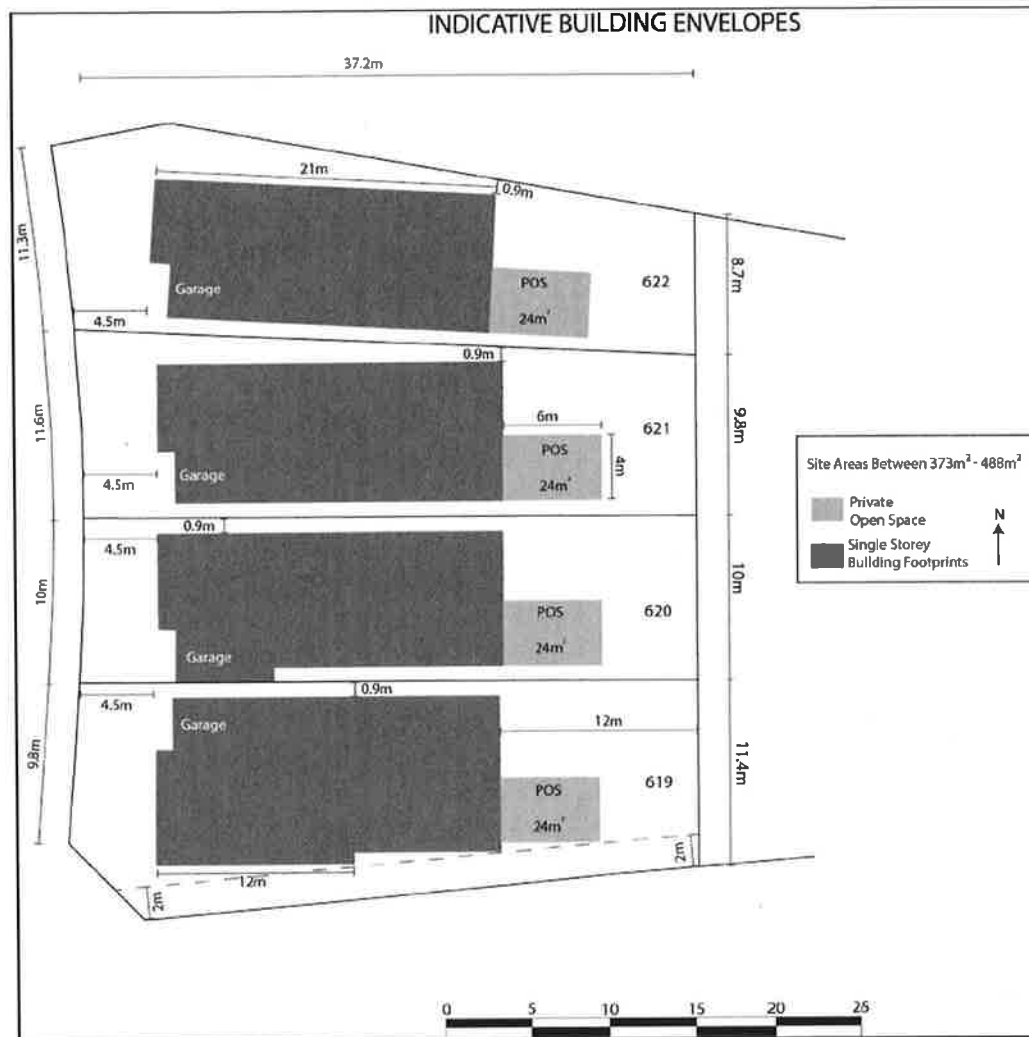 INDICATIVE BUILDING ENVELOPES
37.2m
21m
0.9m
11.3m
Garage
POS
24m²
622
8.7m
4.5m
0.9m
11.6m
6m
621
9.8m
POS
24m²
4m
Garage
4.5m
Site Areas Between 373m² - 488m²
Private
Open Space
N
Single Storey
Building Footprints
0.9m
4.5m
10m
POS
24m²
620
10m
Garage
0.9m
4.5m
Garage
12m
9.8m
POS
24m²
619
11.4m
12m
2m
2m
0 5 10 15 20 25